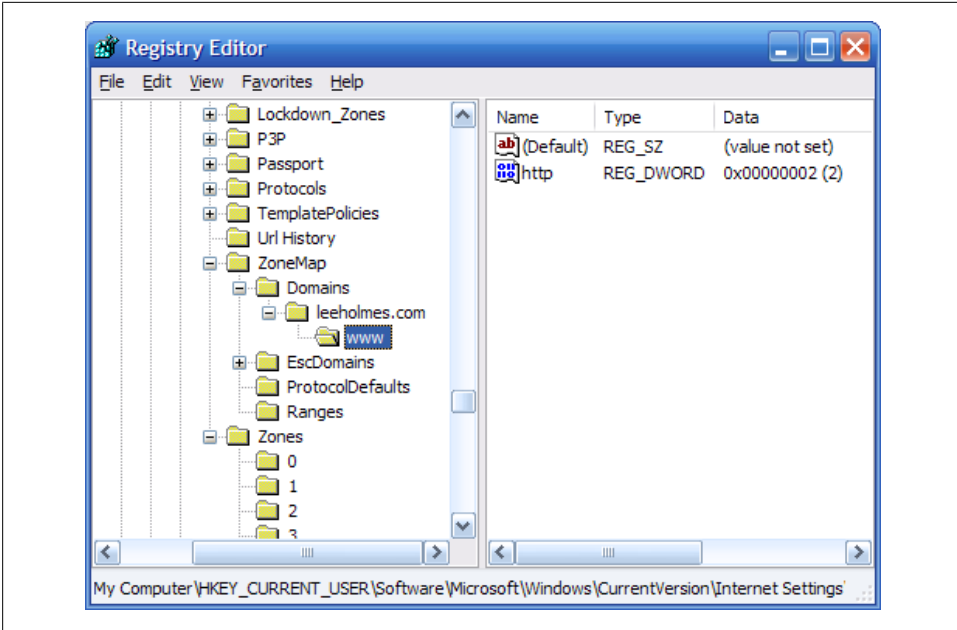 Registry Editor
File Edit View Favorites Help
Lockdown_Zones
P3P
Passport
Protocols
TemplatePolicies
Url History
ZoneMap
Domains
leeholmes.com
www
EscDomains
ProtocolDefaults
Ranges
Zones
0
1
2
3
Name Type Data
(Default) REG_SZ (value not set)
http REG_DWORD 0x00000002 (2)
My Computer\HKEY_CURRENT_USER\Software\Microsoft\Windows\CurrentVersion\Internet Settings\